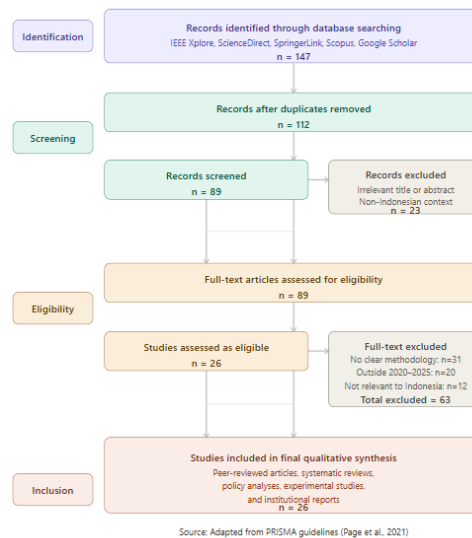 Identification
Records identified through database searching
IEEE Xplore, ScienceDirect, SpringerLink, Scopus, Google Scholar
n = 147
Records after duplicates removed
n = 112
Screening
Records screened
n = 89
Records excluded
Irrelevant title or abstract
Non-Indonesian context
n = 23
Full-text articles assessed for eligibility
n = 89
Eligibility
Studies assessed as eligible
n = 26
Full-text excluded
No clear methodology: n=31
Outside 2020–2025: n=20
Not relevant to Indonesia: n=12
Total excluded = 63
Studies included in final qualitative synthesis
Peer-reviewed articles, systematic reviews,
policy analyses, experimental studies,
and institutional reports
n = 26
Inclusion
Source: Adapted from PRISMA guidelines (Page et al., 2021)